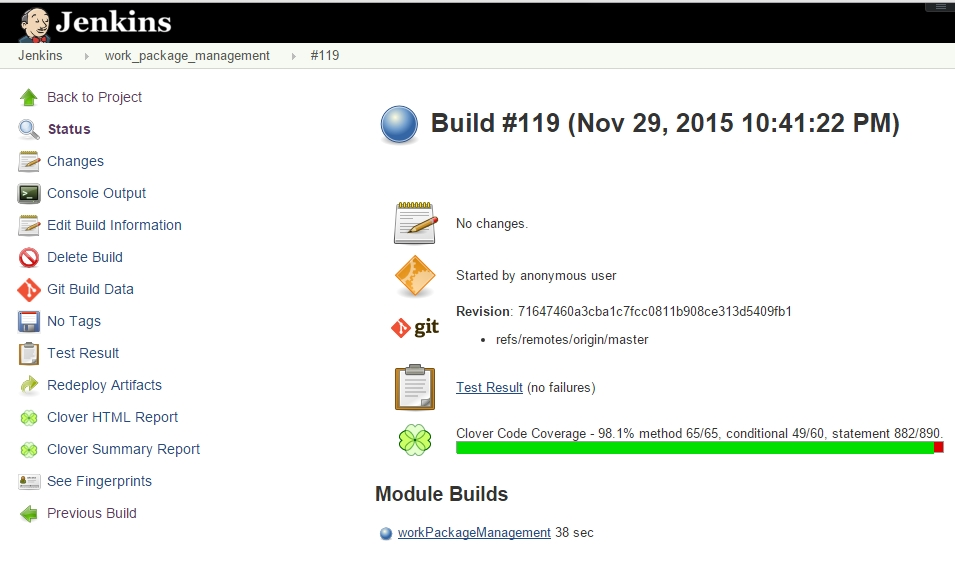 Jenkins
Jenkins work_package_management #119
Back to Project
Status
Changes
Console Output
Edit Build Information
Delete Build
Git Build Data
No Tags
Test Result
Redeploy Artifacts
Clover HTML Report
Clover Summary Report
See Fingerprints
Previous Build
Build #119 (Nov 29, 2015 10:41:22 PM)
No changes.
Started by anonymous user
git
Revision: 71647460a3cba1c7fcc0811b908ce313d5409fb1
refs/remotes/origin/master
Test Result (no failures)
Clover Code Coverage - 98.1% method 65/65, conditional 49/60, statement 882/890.
Module Builds
workPackageManagement 38 sec